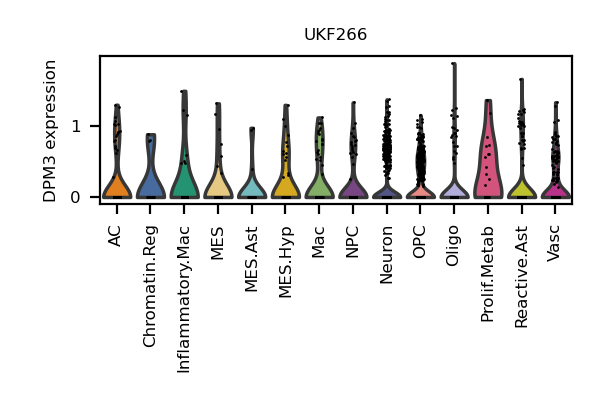 UKF266
DPM3 expression
1
0
AC
Chromatin.Reg
Inflammatory.Mac
MES
MES.Ast
MES.Hyp
Mac
NPC
Neuron
OPC
Oligo
Prolif.Metab
Reactive.Ast
Vasc